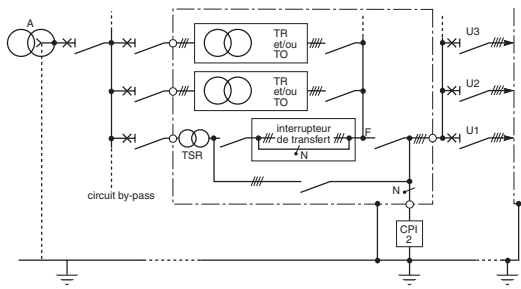 A
TR
et/ou
TO
U3
TR
et/ou
TO
U2
interrupteur
de transfert
F
U1
TSR
N
circuit by-pass
N
CPI
2